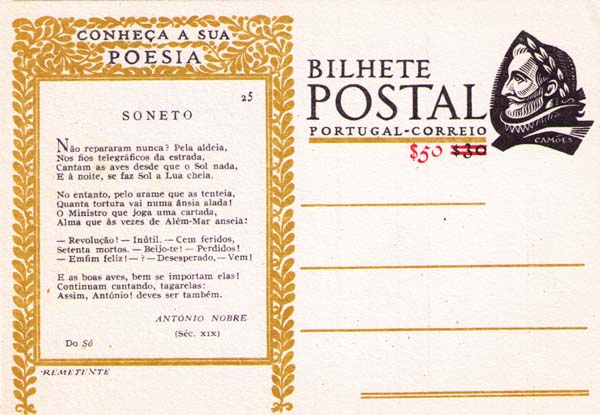 CONHEÇA A SUA
POESIA
25
SONETO
Não repararam nunca? Pela aldeia,
Nos fios telegráficos da estrada,
Cantam as aves desde que o Sol nada,
E à noite, se faz Sol a Lua cheia.
No entanto, pelo arame que as tenteia,
Quanta tortura vai numa ânsia alada!
O Ministro que joga uma cartada,
Alma que às vezes de Além-Mar anseia:
— Revolução! — Inútil. — Cem feridos,
Setenta mortos. — Beijo-te! — Perdidos!
— Emfim feliz! — ? — Desesperado. — Vem!
E as boas aves, bem se importam elas!
Continuam cantando, tagarelas:
Assim, António! deves ser também.
ANTÓNIO NOBRE
(Séc. XIX)
Do Só
REMETENTE
BILHETE
POSTAL
PORTUGAL-CORREIO
$50 $30
CAMÕES